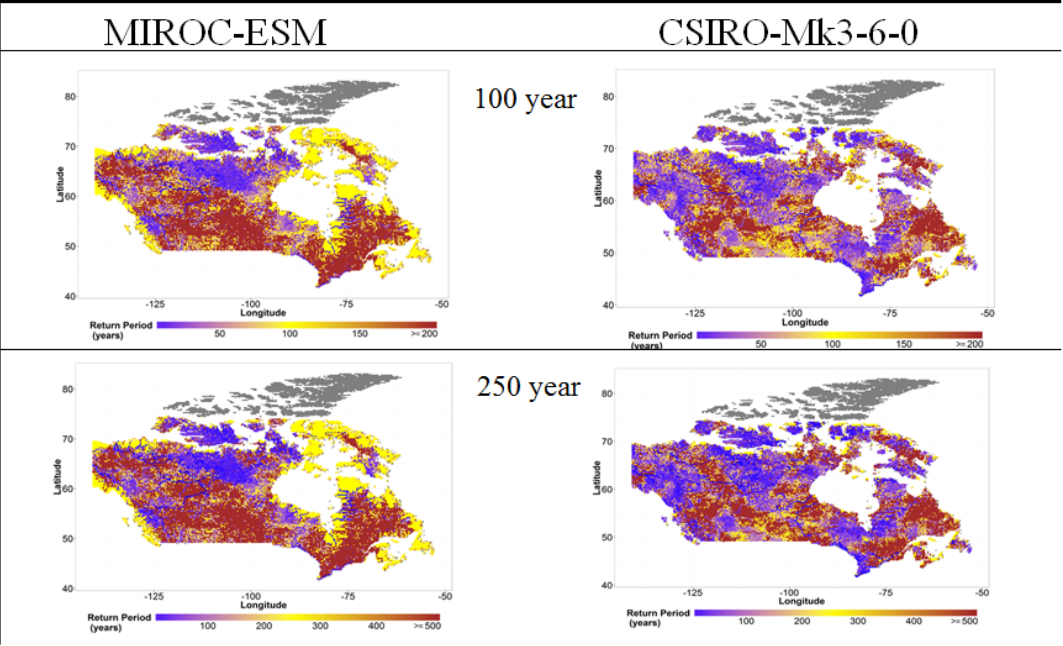 MIROC-ESM CSIRO-Mk3-6-0
100 year
80
70
60
50
40
Latitude
-125 -100 -75 -50
Longitude
Return Period
(years)
50 100 150 >=200
80
70
60
50
40
Latitude
-125 -100 -75 -50
Longitude
Return Period
(years)
50 100 150 >=200
250 year
80
70
60
50
40
Latitude
-125 -100 -75 -50
Longitude
Return Period
(years)
100 200 300 400 >=500
80
70
60
50
40
Latitude
-125 -100 -75 -50
Longitude
Return Period
(years)
100 200 300 400 >=500